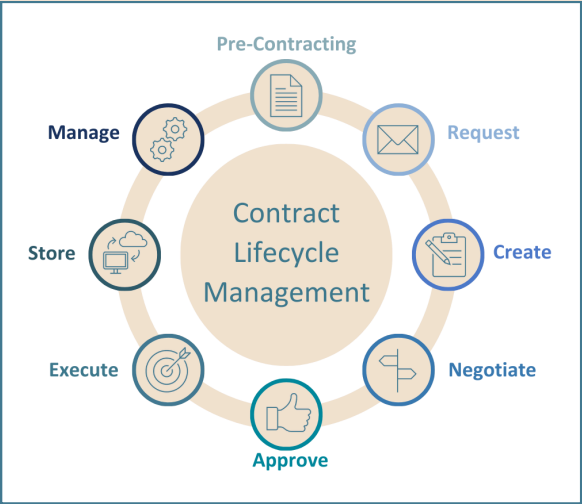 Pre-Contracting
Manage
Request
Contract
Lifecycle
Management
Store
Create
Execute
Negotiate
Approve